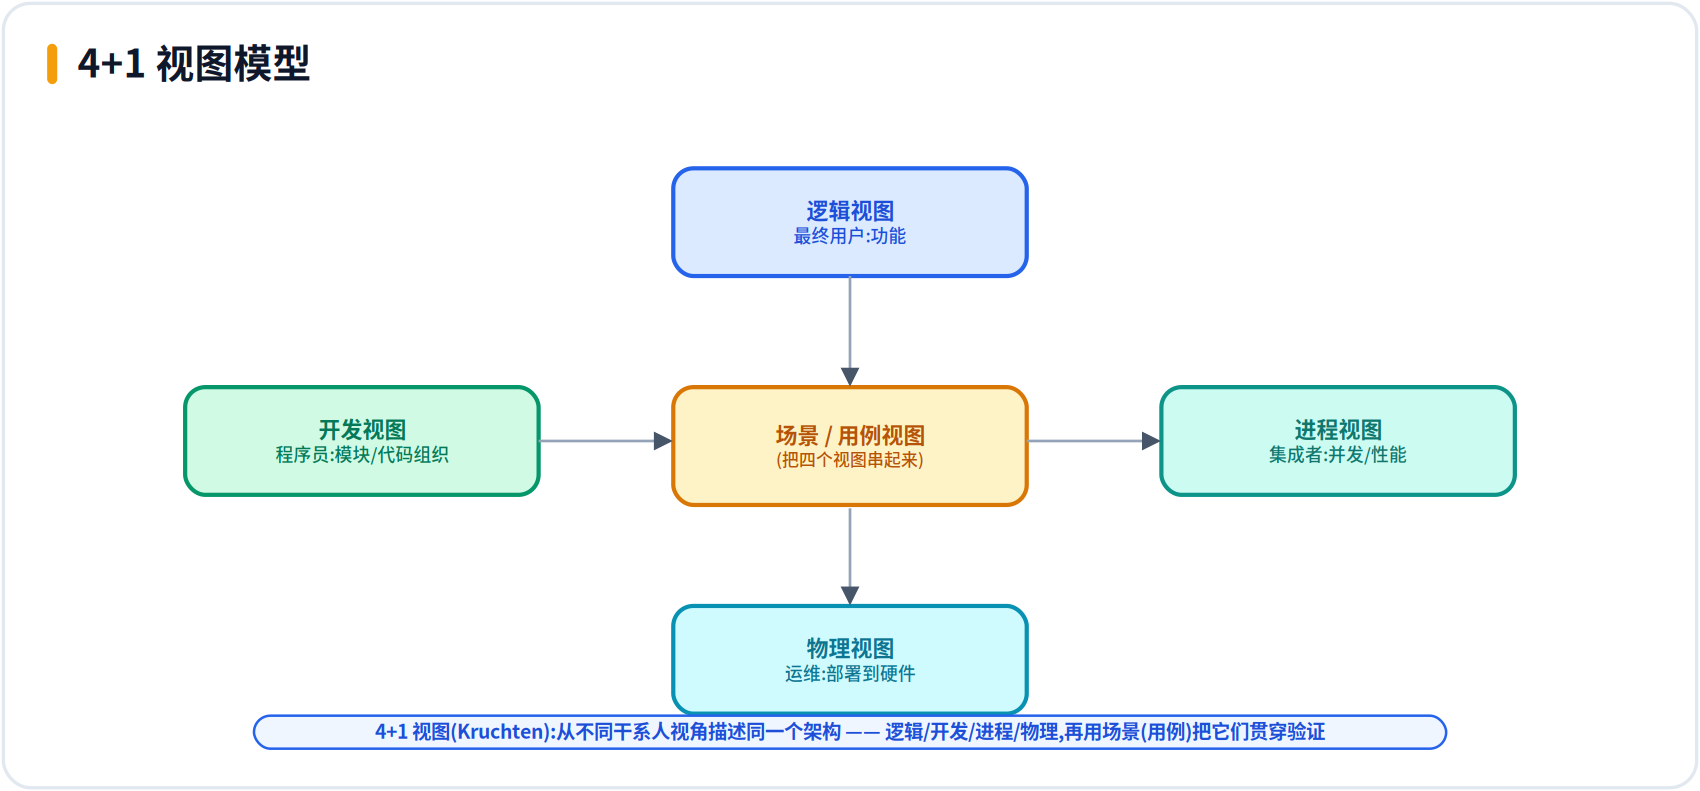 4+1 视图模型
逻辑视图
最终用户:功能
开发视图
程序员:模块/代码组织
场景 / 用例视图
(把四个视图串起来)
进程视图
集成者:并发/性能
物理视图
运维:部署到硬件
4+1 视图(Kruchten):从不同干系人视角描述同一个架构 —— 逻辑/开发/进程/物理,再用场景(用例)把它们贯穿验证